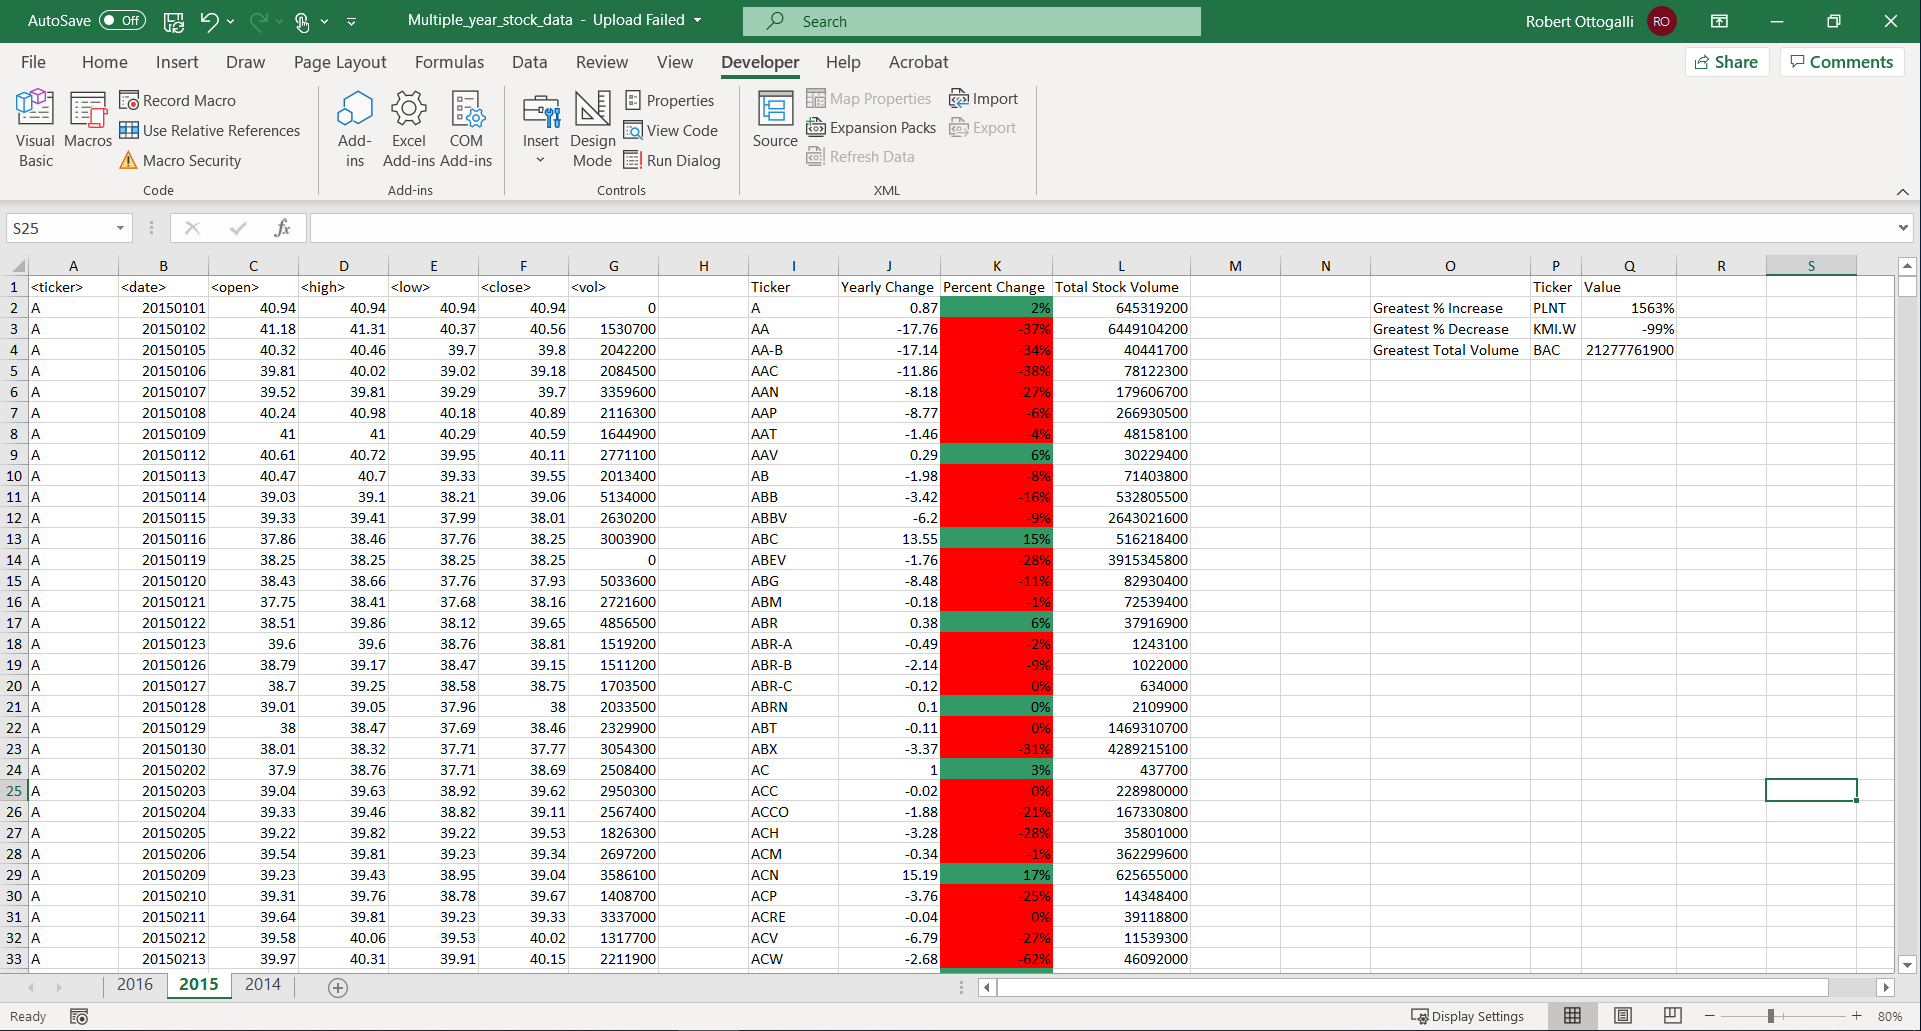 AutoSave Off Multiple_year_stock_data - Upload Failed Search Robert Ottogalli RO
File Home Insert Draw Page Layout Formulas Data Review View Developer Help Acrobat Share Comments
Visual Basic
Macros
Record Macro
Use Relative References
Macro Security
Code
Add-ins
Excel Add-ins
COM Add-ins
Add-ins
Insert
Design Mode
Properties
View Code
Run Dialog
Controls
Source
Map Properties
Expansion Packs
Refresh Data
Import
Export
XML
S25 fx
A B C D E F G H I J K L M N O P Q R S
1 <ticker> <date> <open> <high> <low> <close> <vol> Ticker Yearly Change Percent Change Total Stock Volume Ticker Value
2 A 20150101 40.94 40.94 40.94 40.94 0 A 0.87 2% 645319200 Greatest % Increase PLNT 1563%
3 A 20150102 41.18 41.31 40.37 40.56 1530700 AA -17.76 -37% 6449104200 Greatest % Decrease KMI.W -99%
4 A 20150105 40.32 40.46 39.7 39.8 2042200 AA-B -17.14 -34% 40441700 Greatest Total Volume BAC 21277761900
5 A 20150106 39.81 40.02 39.02 39.18 2084500 AAC -11.86 -38% 78122300
6 A 20150107 39.52 39.81 39.29 39.7 3359600 AAN -8.18 -27% 179606700
7 A 20150108 40.24 40.98 40.18 40.89 2116300 AAP -8.77 -6% 266930500
8 A 20150109 41 41 40.29 40.59 1644900 AAT -1.46 -4% 48158100
9 A 20150112 40.61 40.72 39.95 40.11 2771100 AAV 0.29 6% 30229400
10 A 20150113 40.47 40.7 39.33 39.55 2013400 AB -1.98 -8% 71403800
11 A 20150114 39.03 39.1 38.21 39.06 5134000 ABB -3.42 -16% 532805500
12 A 20150115 39.33 39.41 37.99 38.01 2630200 ABBV -6.2 -9% 2643021600
13 A 20150116 37.86 38.46 37.76 38.25 3003900 ABC 13.55 15% 516218400
14 A 20150119 38.25 38.25 38.25 38.25 0 ABEV -1.76 -28% 3915345800
15 A 20150120 38.43 38.66 37.76 37.93 5033600 ABG -8.48 -11% 82930400
16 A 20150121 37.75 38.41 37.68 38.16 2721600 ABM -0.18 -1% 72539400
17 A 20150122 38.51 39.86 38.12 39.65 4856500 ABR 0.38 6% 37916900
18 A 20150123 39.6 39.6 38.76 38.81 1519200 ABR-A -0.49 -2% 1243100
19 A 20150126 38.79 39.17 38.47 39.15 1511200 ABR-B -2.14 -9% 1022000
20 A 20150127 38.7 39.25 38.58 38.75 1703500 ABR-C -0.12 0% 634000
21 A 20150128 39.01 39.05 37.96 38 2033500 ABRN 0.1 0% 2109900
22 A 20150129 38 38.47 37.69 38.46 2329900 ABT -0.11 0% 1469310700
23 A 20150130 38.01 38.32 37.71 37.77 3054300 ABX -3.37 -31% 4289215100
24 A 20150202 37.9 38.76 37.71 38.69 2508400 AC 1 3% 437700
25 A 20150203 39.04 39.63 38.92 39.62 2950300 ACC -0.02 0% 228980000
26 A 20150204 39.33 39.46 38.82 39.11 2567400 ACCO -1.88 -21% 167330800
27 A 20150205 39.22 39.82 39.22 39.53 1826300 ACH -3.28 -28% 35801000
28 A 20150206 39.54 39.81 39.23 39.34 2697200 ACM -0.34 -1% 362299600
29 A 20150209 39.23 39.43 38.95 39.04 3586100 ACN 15.19 17% 625655000
30 A 20150210 39.31 39.76 38.78 39.67 1408700 ACP -3.76 -25% 14348400
31 A 20150211 39.64 39.81 39.23 39.33 3337000 ACRE -0.04 0% 39118800
32 A 20150212 39.58 40.06 39.53 40.02 1317700 ACV -6.79 -27% 11539300
33 A 20150213 39.97 40.31 39.91 40.15 2211900 ACW -2.68 -62% 46092000
2016 2015 2014
Ready Display Settings 80%